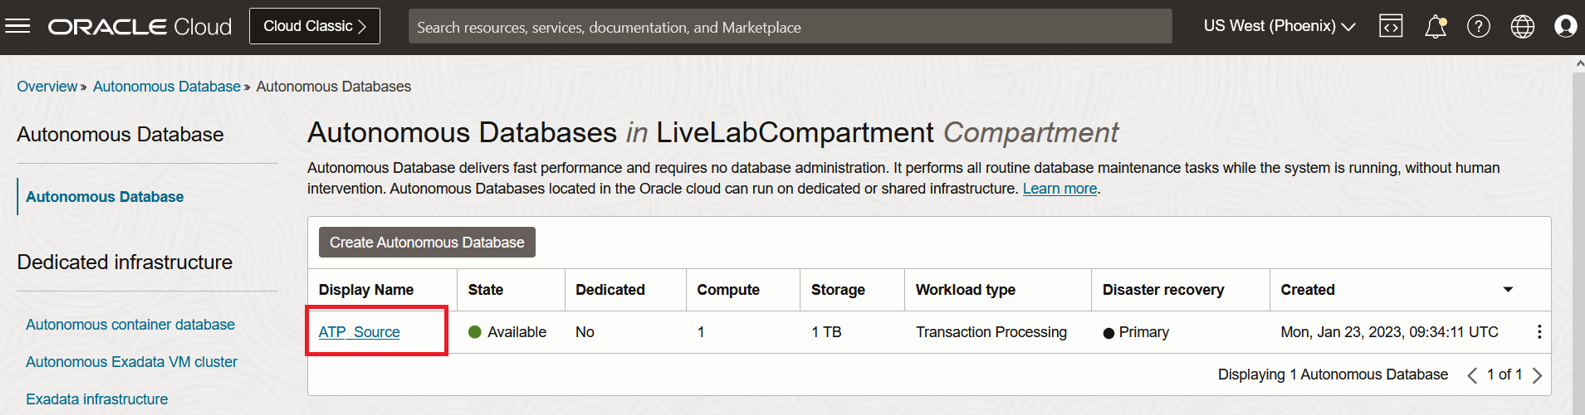 ORACLE Cloud
Cloud Classic >
Search resources, services, documentation, and Marketplace
US West (Phoenix)
Overview » Autonomous Database » Autonomous Databases
Autonomous Database
Autonomous Database
Dedicated infrastructure
Autonomous container database
Autonomous Exadata VM cluster
Exadata infrastructure
Autonomous Databases in LiveLabCompartment Compartment
Autonomous Database delivers fast performance and requires no database administration. It performs all routine database maintenance tasks while the system is running, without human
intervention. Autonomous Databases located in the Oracle cloud can run on dedicated or shared infrastructure. Learn more.
Create Autonomous Database
Display Name State Dedicated Compute Storage Workload type Disaster recovery Created
ATP_Source Available No 1 1 TB Transaction Processing Primary Mon, Jan 23, 2023, 09:34:11 UTC
Displaying 1 Autonomous Database < 1 of 1 >